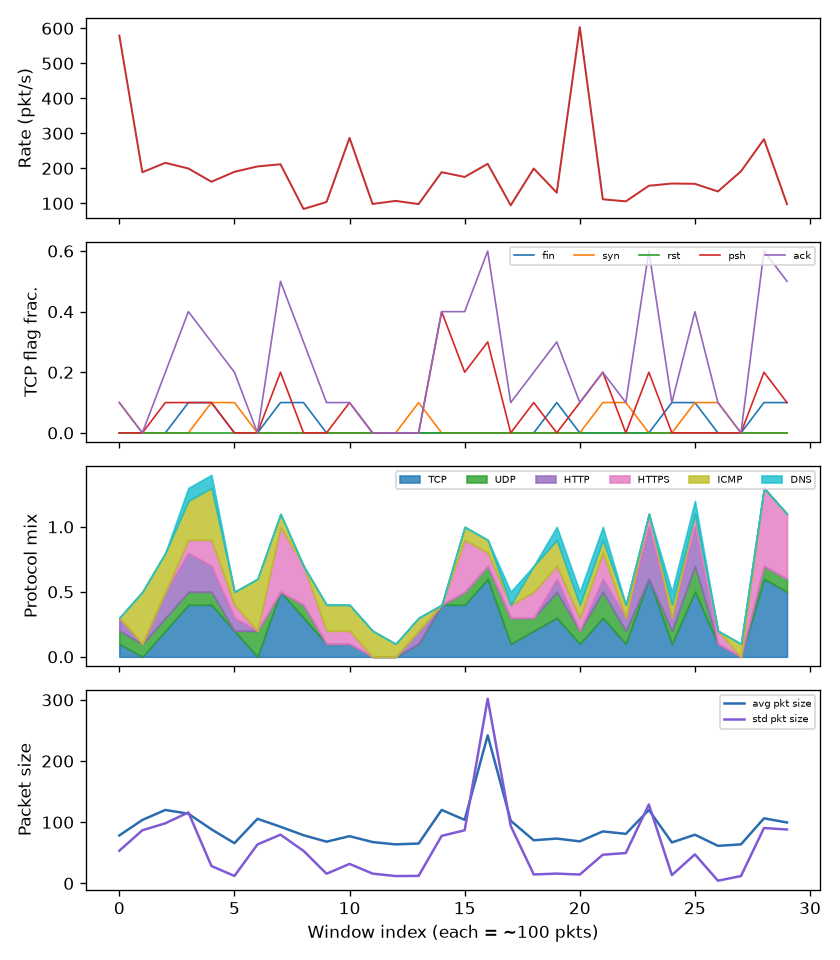 600
500
400
300
200
100
Rate (pkt/s)
fin syn rst psh ack
0.6
0.4
0.2
0.0
TCP flag frac.
TCP UDP HTTP HTTPS ICMP DNS
1.0
0.5
0.0
Protocol mix
avg pkt size
std pkt size
300
200
100
0
Packet size
0 5 10 15 20 25 30
Window index (each = ~100 pkts)